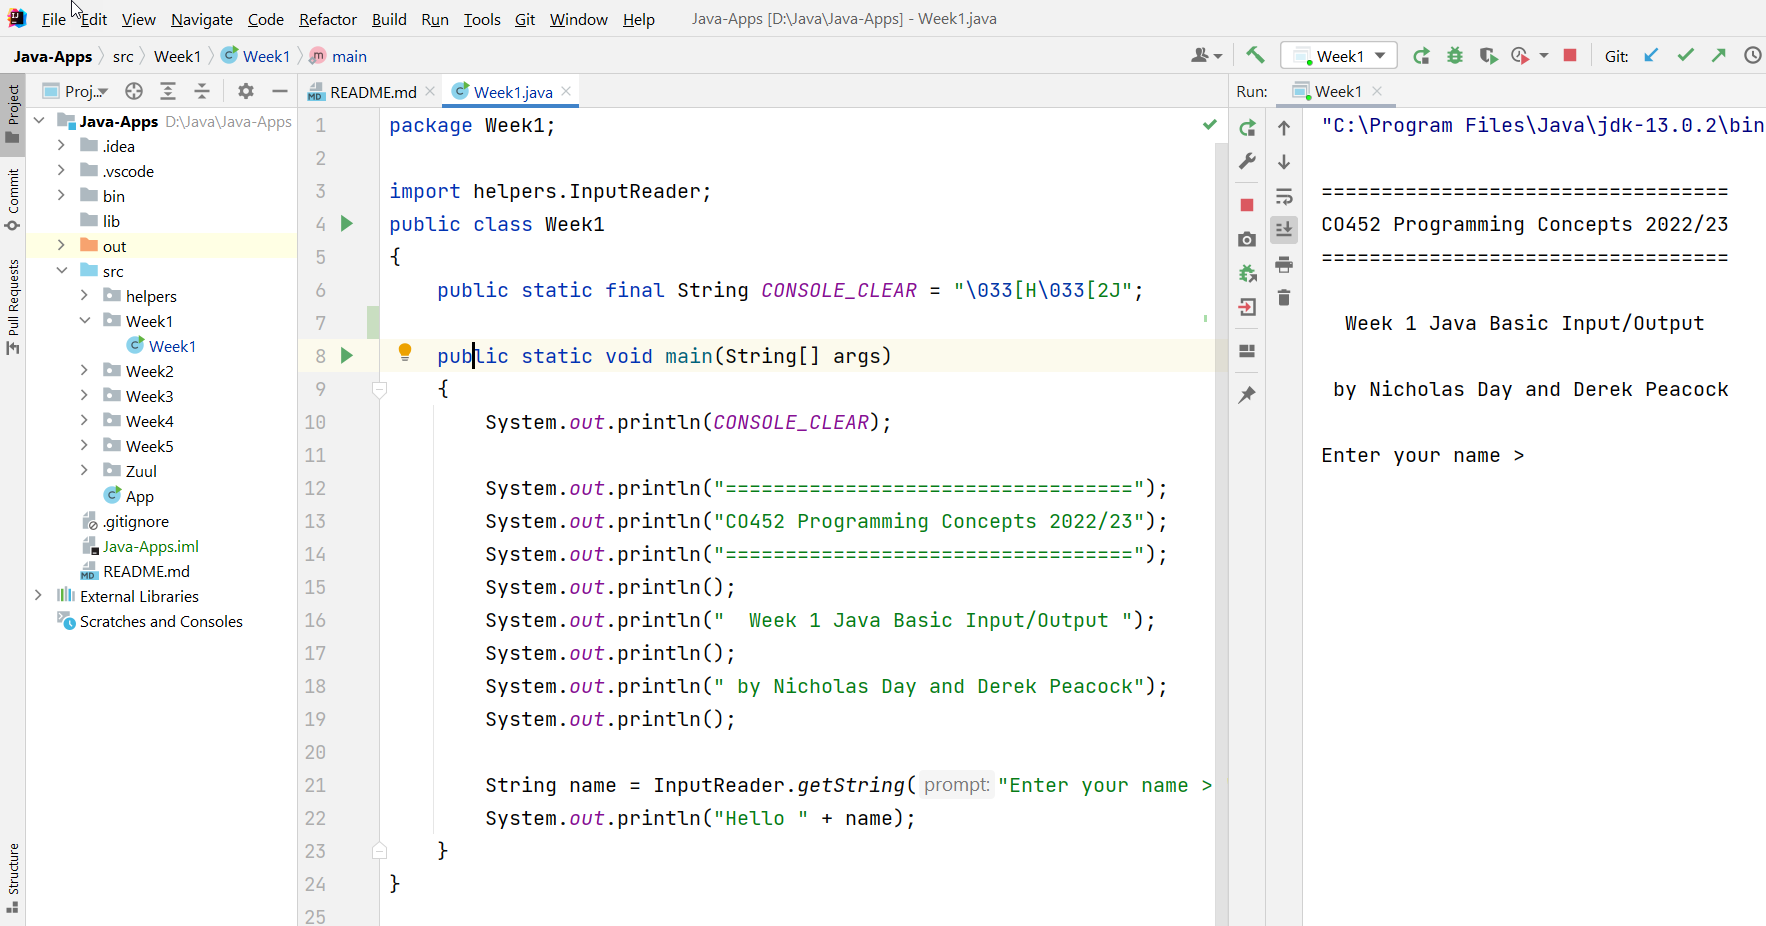 File Edit View Navigate Code Refactor Build Run Tools Git Window Help Java-Apps [D:\Java\Java-Apps] - Week1.java
Java-Apps src Week1 Week1 main Week1 Git:
Project
Commit
Pull Requests
Structure
Proj...
Java-Apps D:\Java\Java-Apps
.idea
.vscode
bin
lib
out
src
helpers
Week1
Week1
Week2
Week3
Week4
Week5
Zuul
App
.gitignore
Java-Apps.iml
README.md
External Libraries
Scratches and Consoles
README.md Week1.java
1 package Week1;
2
3 import helpers.InputReader;
4 public class Week1
5 {
6 public static final String CONSOLE_CLEAR = "\033[H\033[2J";
7
8 public static void main(String[] args)
9 {
10 System.out.println(CONSOLE_CLEAR);
11
12 System.out.println("==================================");
13 System.out.println("CO452 Programming Concepts 2022/23");
14 System.out.println("==================================");
15 System.out.println();
16 System.out.println("  Week 1 Java Basic Input/Output ");
17 System.out.println();
18 System.out.println(" by Nicholas Day and Derek Peacock");
19 System.out.println();
20
21 String name = InputReader.getString( prompt: "Enter your name >
22 System.out.println("Hello " + name);
23 }
24 }
25
Run: Week1
"C:\Program Files\Java\jdk-13.0.2\bin
==================================
CO452 Programming Concepts 2022/23
==================================
Week 1 Java Basic Input/Output
by Nicholas Day and Derek Peacock
Enter your name >